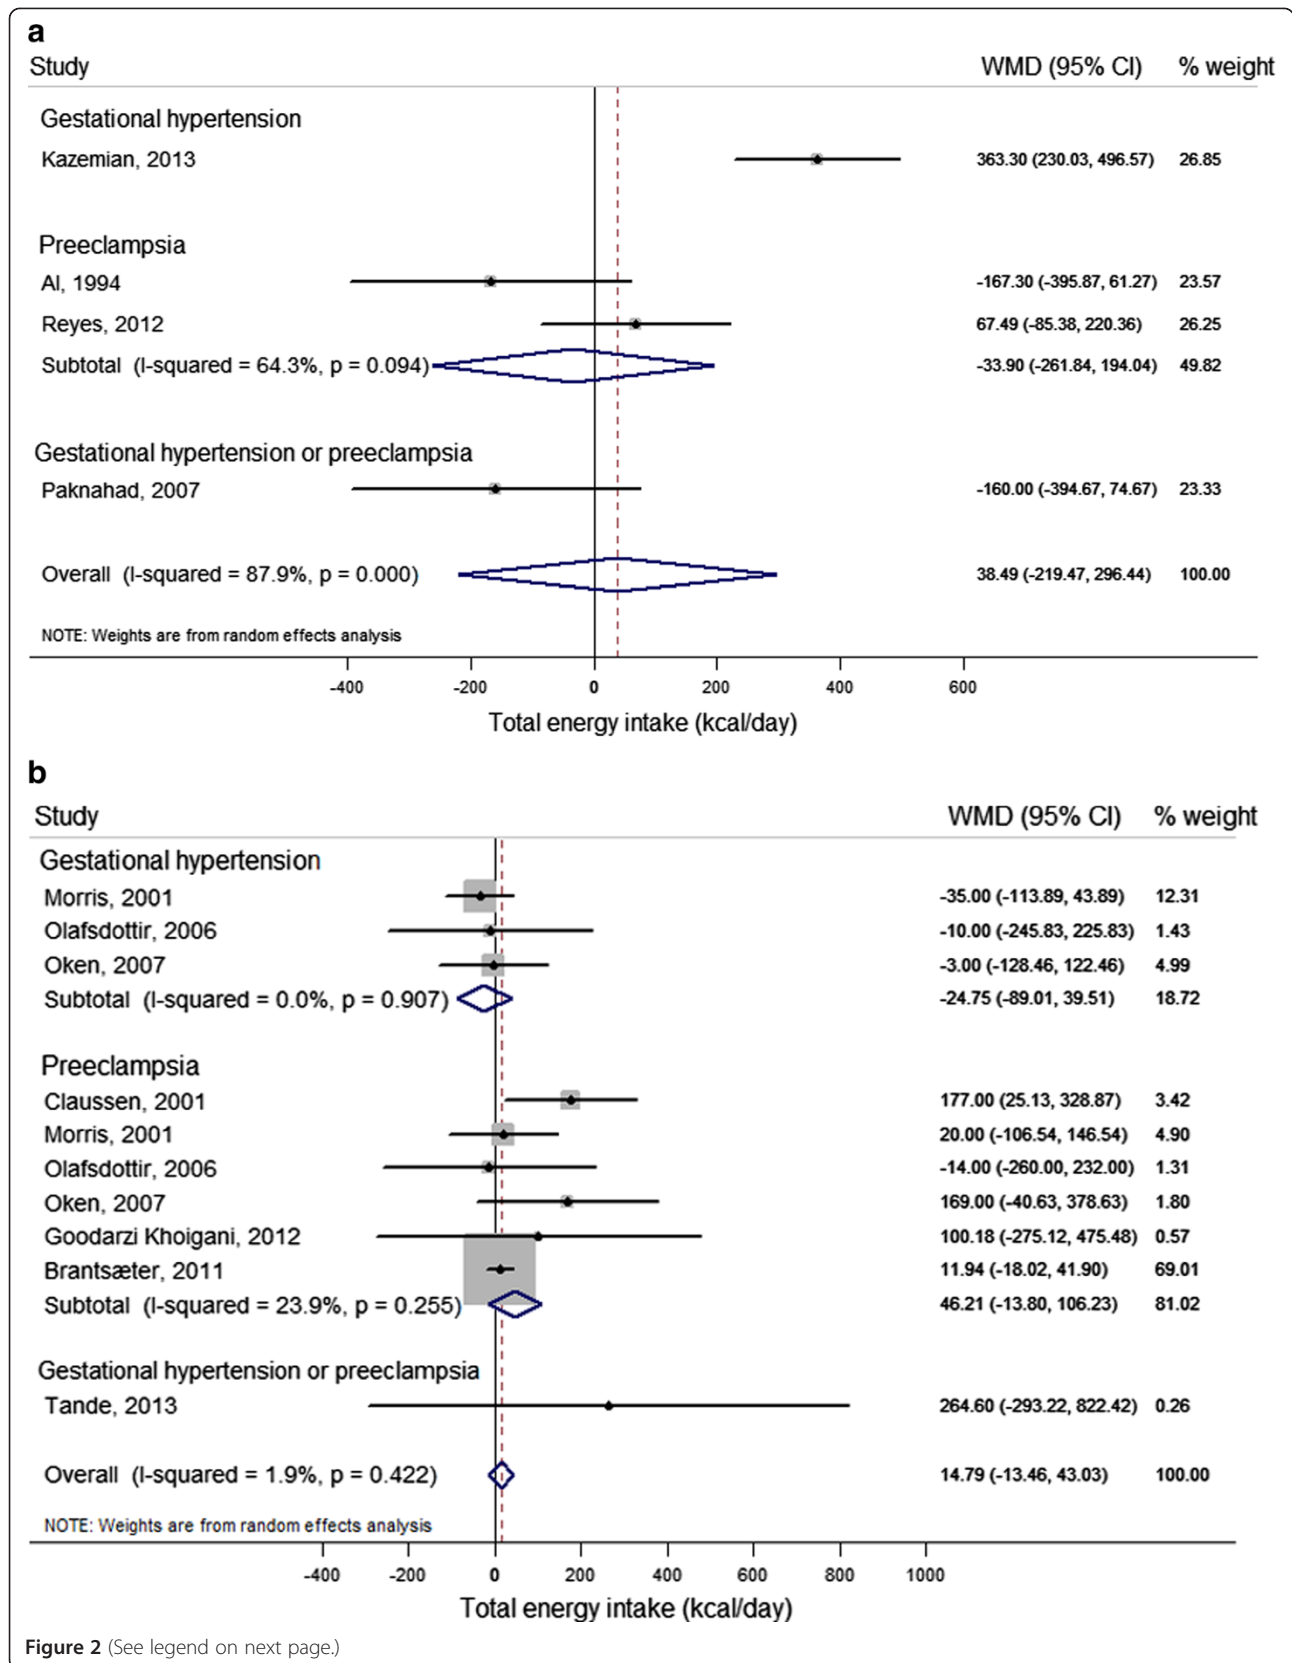 a
Study WMD (95% CI) % weight
Gestational hypertension
Kazemian, 2013 363.30 (230.03, 496.57) 26.85
Preeclampsia
Al, 1994 -167.30 (-395.87, 61.27) 23.57
Reyes, 2012 67.49 (-85.38, 220.36) 26.25
Subtotal (I-squared = 64.3%, p = 0.094) -33.90 (-261.84, 194.04) 49.82
Gestational hypertension or preeclampsia
Paknahad, 2007 -160.00 (-394.67, 74.67) 23.33
Overall (I-squared = 87.9%, p = 0.000) 38.49 (-219.47, 296.44) 100.00
NOTE: Weights are from random effects analysis
-400 -200 0 200 400 600
Total energy intake (kcal/day)
b
Study WMD (95% CI) % weight
Gestational hypertension
Morris, 2001 -35.00 (-113.89, 43.89) 12.31
Olafsdottir, 2006 -10.00 (-245.83, 225.83) 1.43
Oken, 2007 -3.00 (-128.46, 122.46) 4.99
Subtotal (I-squared = 0.0%, p = 0.907) -24.75 (-89.01, 39.51) 18.72
Preeclampsia
Claussen, 2001 177.00 (25.13, 328.87) 3.42
Morris, 2001 20.00 (-106.54, 146.54) 4.90
Olafsdottir, 2006 -14.00 (-260.00, 232.00) 1.31
Oken, 2007 169.00 (-40.63, 378.63) 1.80
Goodarzi Khoigani, 2012 100.18 (-275.12, 475.48) 0.57
Brantsæter, 2011 11.94 (-18.02, 41.90) 69.01
Subtotal (I-squared = 23.9%, p = 0.255) 46.21 (-13.80, 106.23) 81.02
Gestational hypertension or preeclampsia
Tande, 2013 264.60 (-293.22, 822.42) 0.26
Overall (I-squared = 1.9%, p = 0.422) 14.79 (-13.46, 43.03) 100.00
NOTE: Weights are from random effects analysis
-400 -200 0 200 400 600 800 1000
Total energy intake (kcal/day)
Figure 2 (See legend on next page.)